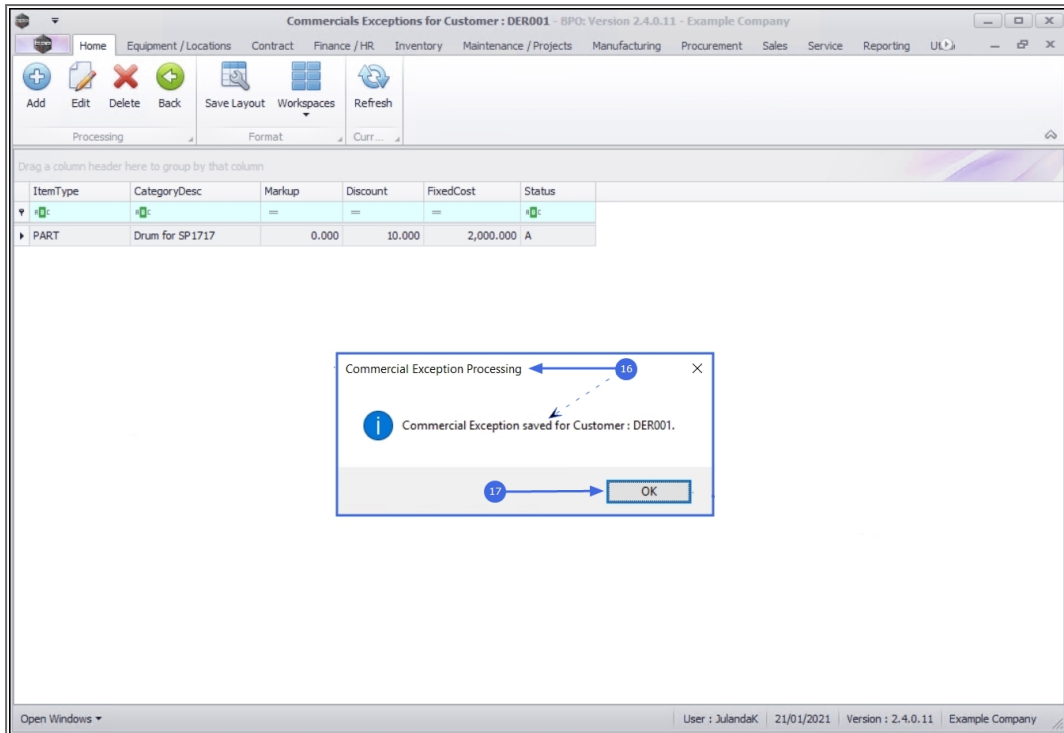 Commercials Exceptions for Customer : DER001 - BPO: Version 2.4.0.11 - Example Company
Home Equipment / Locations Contract Finance / HR Inventory Maintenance / Projects Manufacturing Procurement Sales Service Reporting
Add Edit Delete Back Save Layout Workspaces Refresh
Processing Format Curr...
Drag a column header here to group by that column
ItemType CategoryDesc Markup Discount FixedCost Status
= = =
PART Drum for SP1717 0.000 10.000 2,000.000 A
Commercial Exception Processing 16
Commercial Exception saved for Customer : DER001.
17 OK
Open Windows User : JulandaK 21/01/2021 Version : 2.4.0.11 Example Company